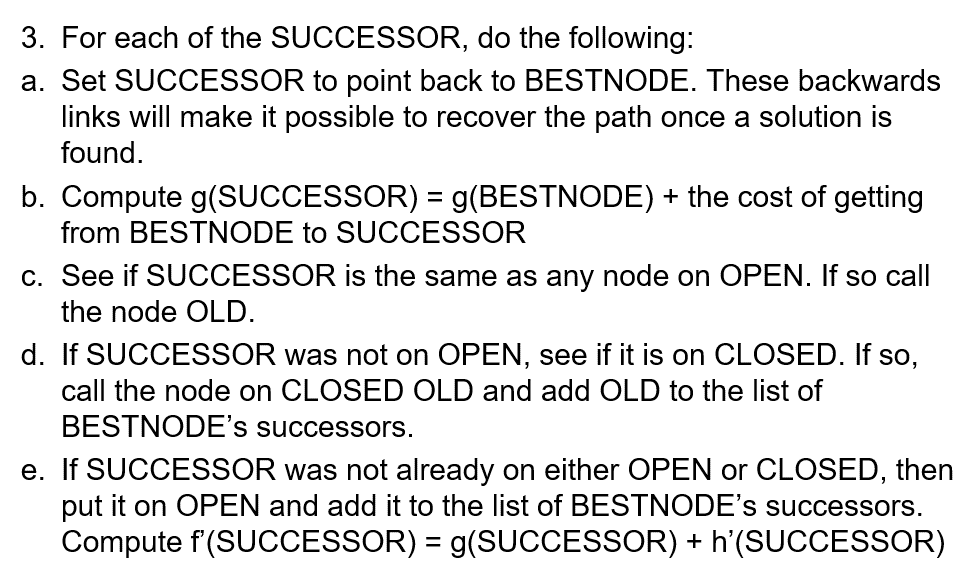 3. For each of the SUCCESSOR, do the following:
a. Set SUCCESSOR to point back to BESTNODE. These backwards
links will make it possible to recover the path once a solution is
found.
b. Compute g(SUCCESSOR) = g(BESTNODE) + the cost of getting
from BESTNODE to SUCCESSOR
c. See if SUCCESSOR is the same as any node on OPEN. If so call
the node OLD.
d. If SUCCESSOR was not on OPEN, see if it is on CLOSED. If so,
call the node on CLOSED OLD and add OLD to the list of
BESTNODE’s successors.
e. If SUCCESSOR was not already on either OPEN or CLOSED, then
put it on OPEN and add it to the list of BESTNODE’s successors.
Compute f’(SUCCESSOR) = g(SUCCESSOR) + h’(SUCCESSOR)